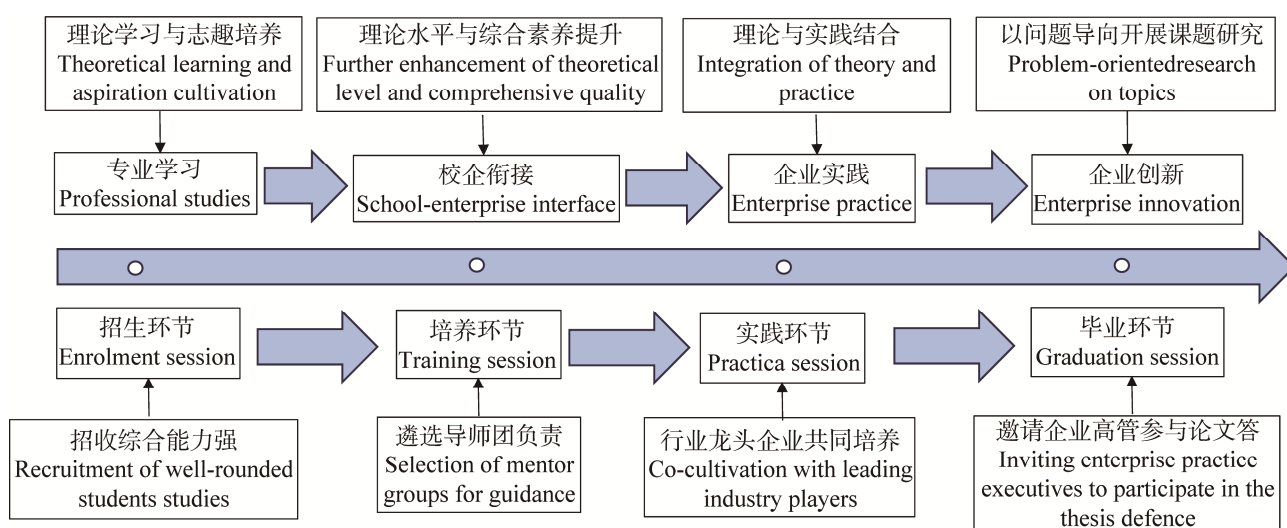 理论学习与志趣培养
Theoretical learning and
aspiration cultivation
理论水平与综合素养提升
Further enhancement of theoretical
level and comprehensive quality
理论与实践结合
Integration of theory and
practice
以问题导向开展课题研究
Problem-orientedresearch
on topics
专业学习
Professional studies
校企衔接
School-enterprise interface
企业实践
Enterprise practice
企业创新
Enterprise innovation
招生环节
Enrolment session
培养环节
Training session
实践环节
Practica session
毕业环节
Graduation session
招收综合能力强
Recruitment of well-rounded
students studies
遴选导师团负责
Selection of mentor
groups for guidance
行业龙头企业共同培养
Co-cultivation with leading
industry players
邀请企业高管参与论文答
Inviting enterprise practice
executives to participate in the
thesis defence